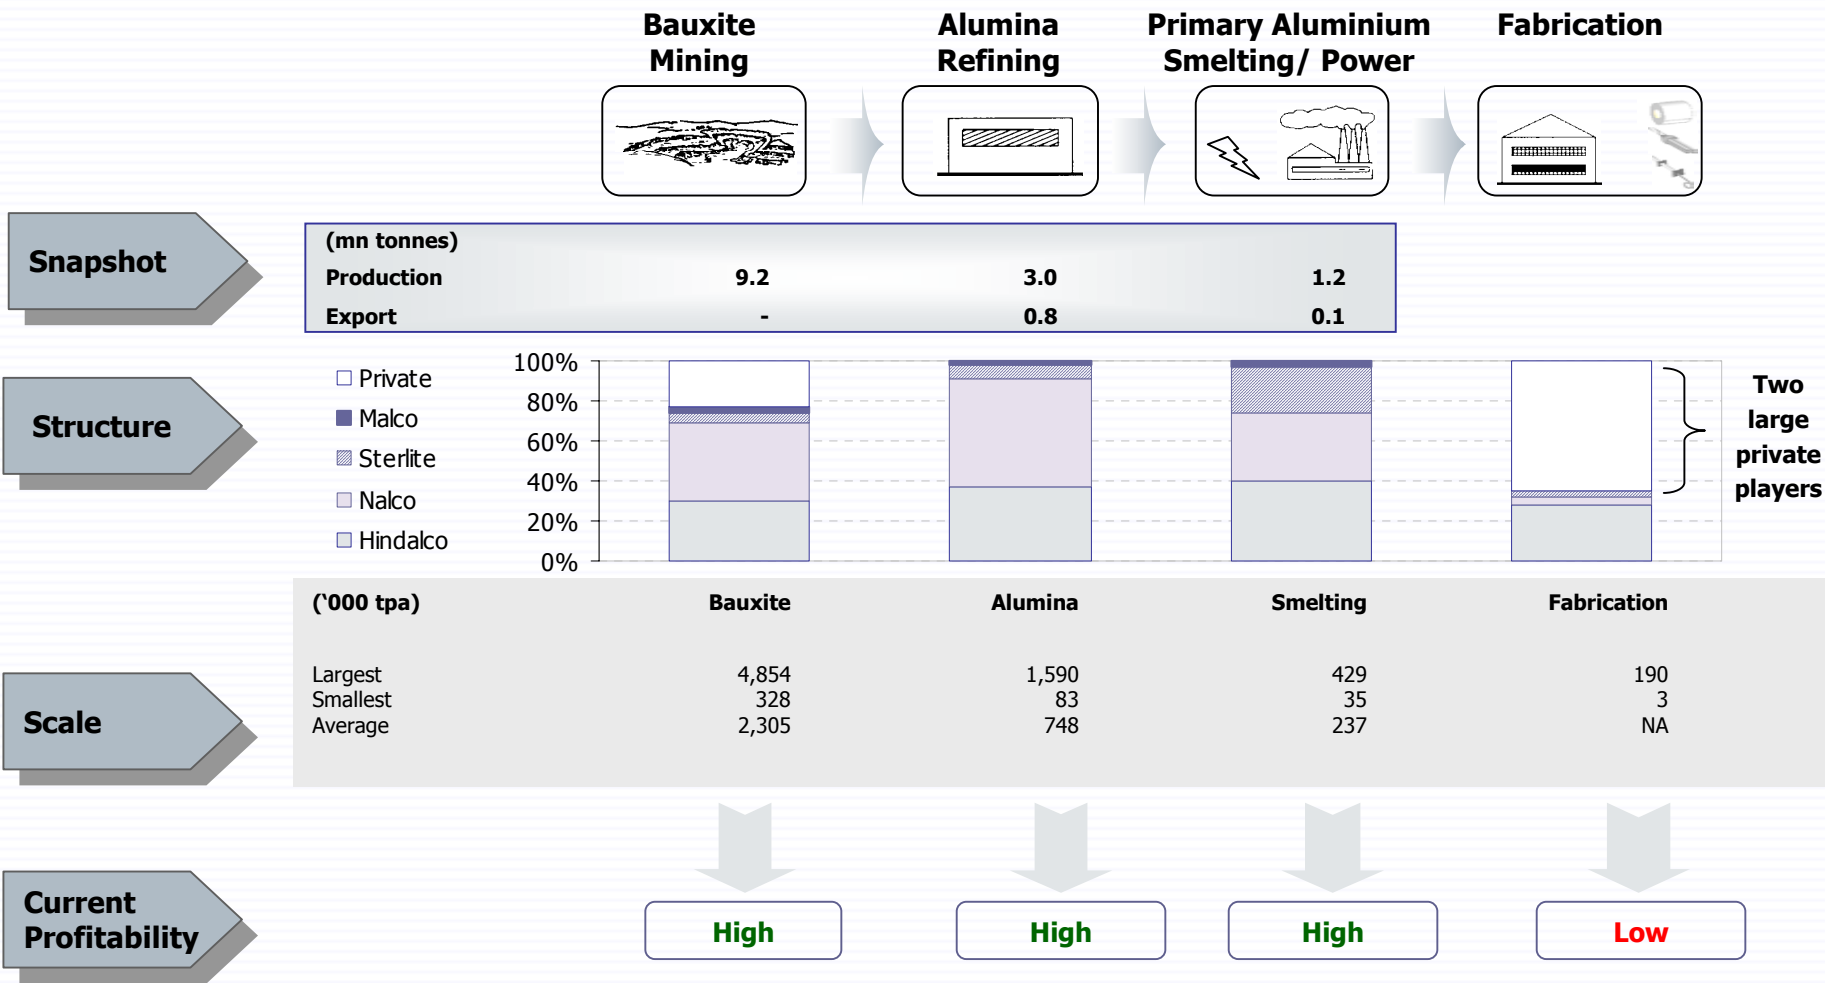 Bauxite
Mining
Alumina
Refining
Primary Aluminium
Smelting/ Power
Fabrication
Snapshot
(mn tonnes)
Production 9.2 3.0 1.2
Export - 0.8 0.1
Structure
Private
Malco
Sterlite
Nalco
Hindalco
100%
80%
60%
40%
20%
0%
Two
large
private
players
Scale
(‘000 tpa) Bauxite Alumina Smelting Fabrication
Largest 4,854 1,590 429 190
Smallest 328 83 35 3
Average 2,305 748 237 NA
Current
Profitability
High High High Low